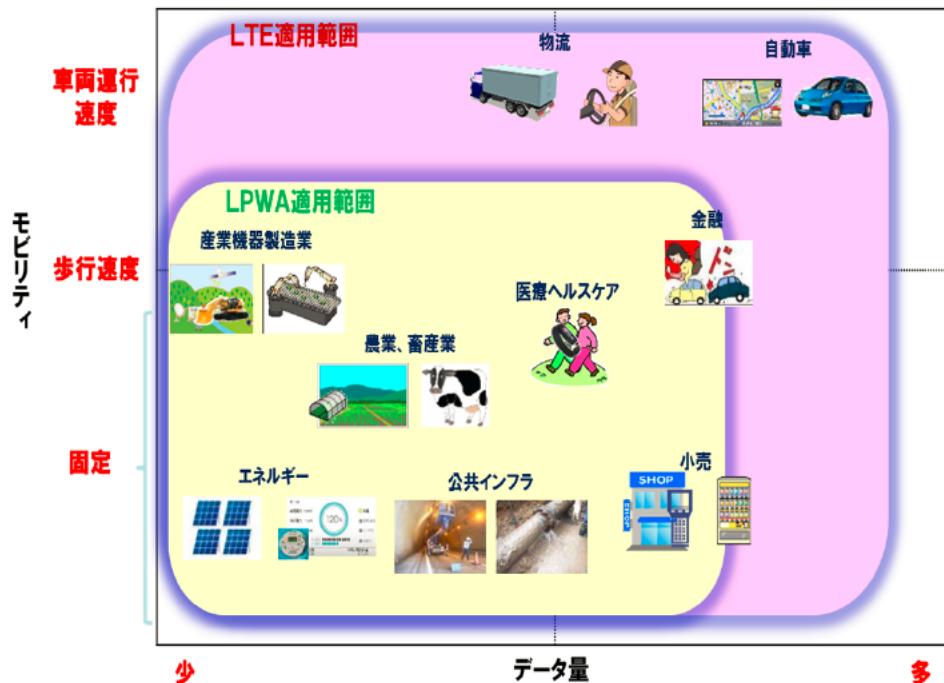 LTE適用範囲
物流
自動車
車両運行
速度
LPWA適用範囲
産業機器製造業
金融
モビリティ
歩行速度
医療ヘルスケア
ドン
農業、畜産業
固定
エネルギー
公共インフラ
小売
SHOP
SHOP
120
少
データ量
多